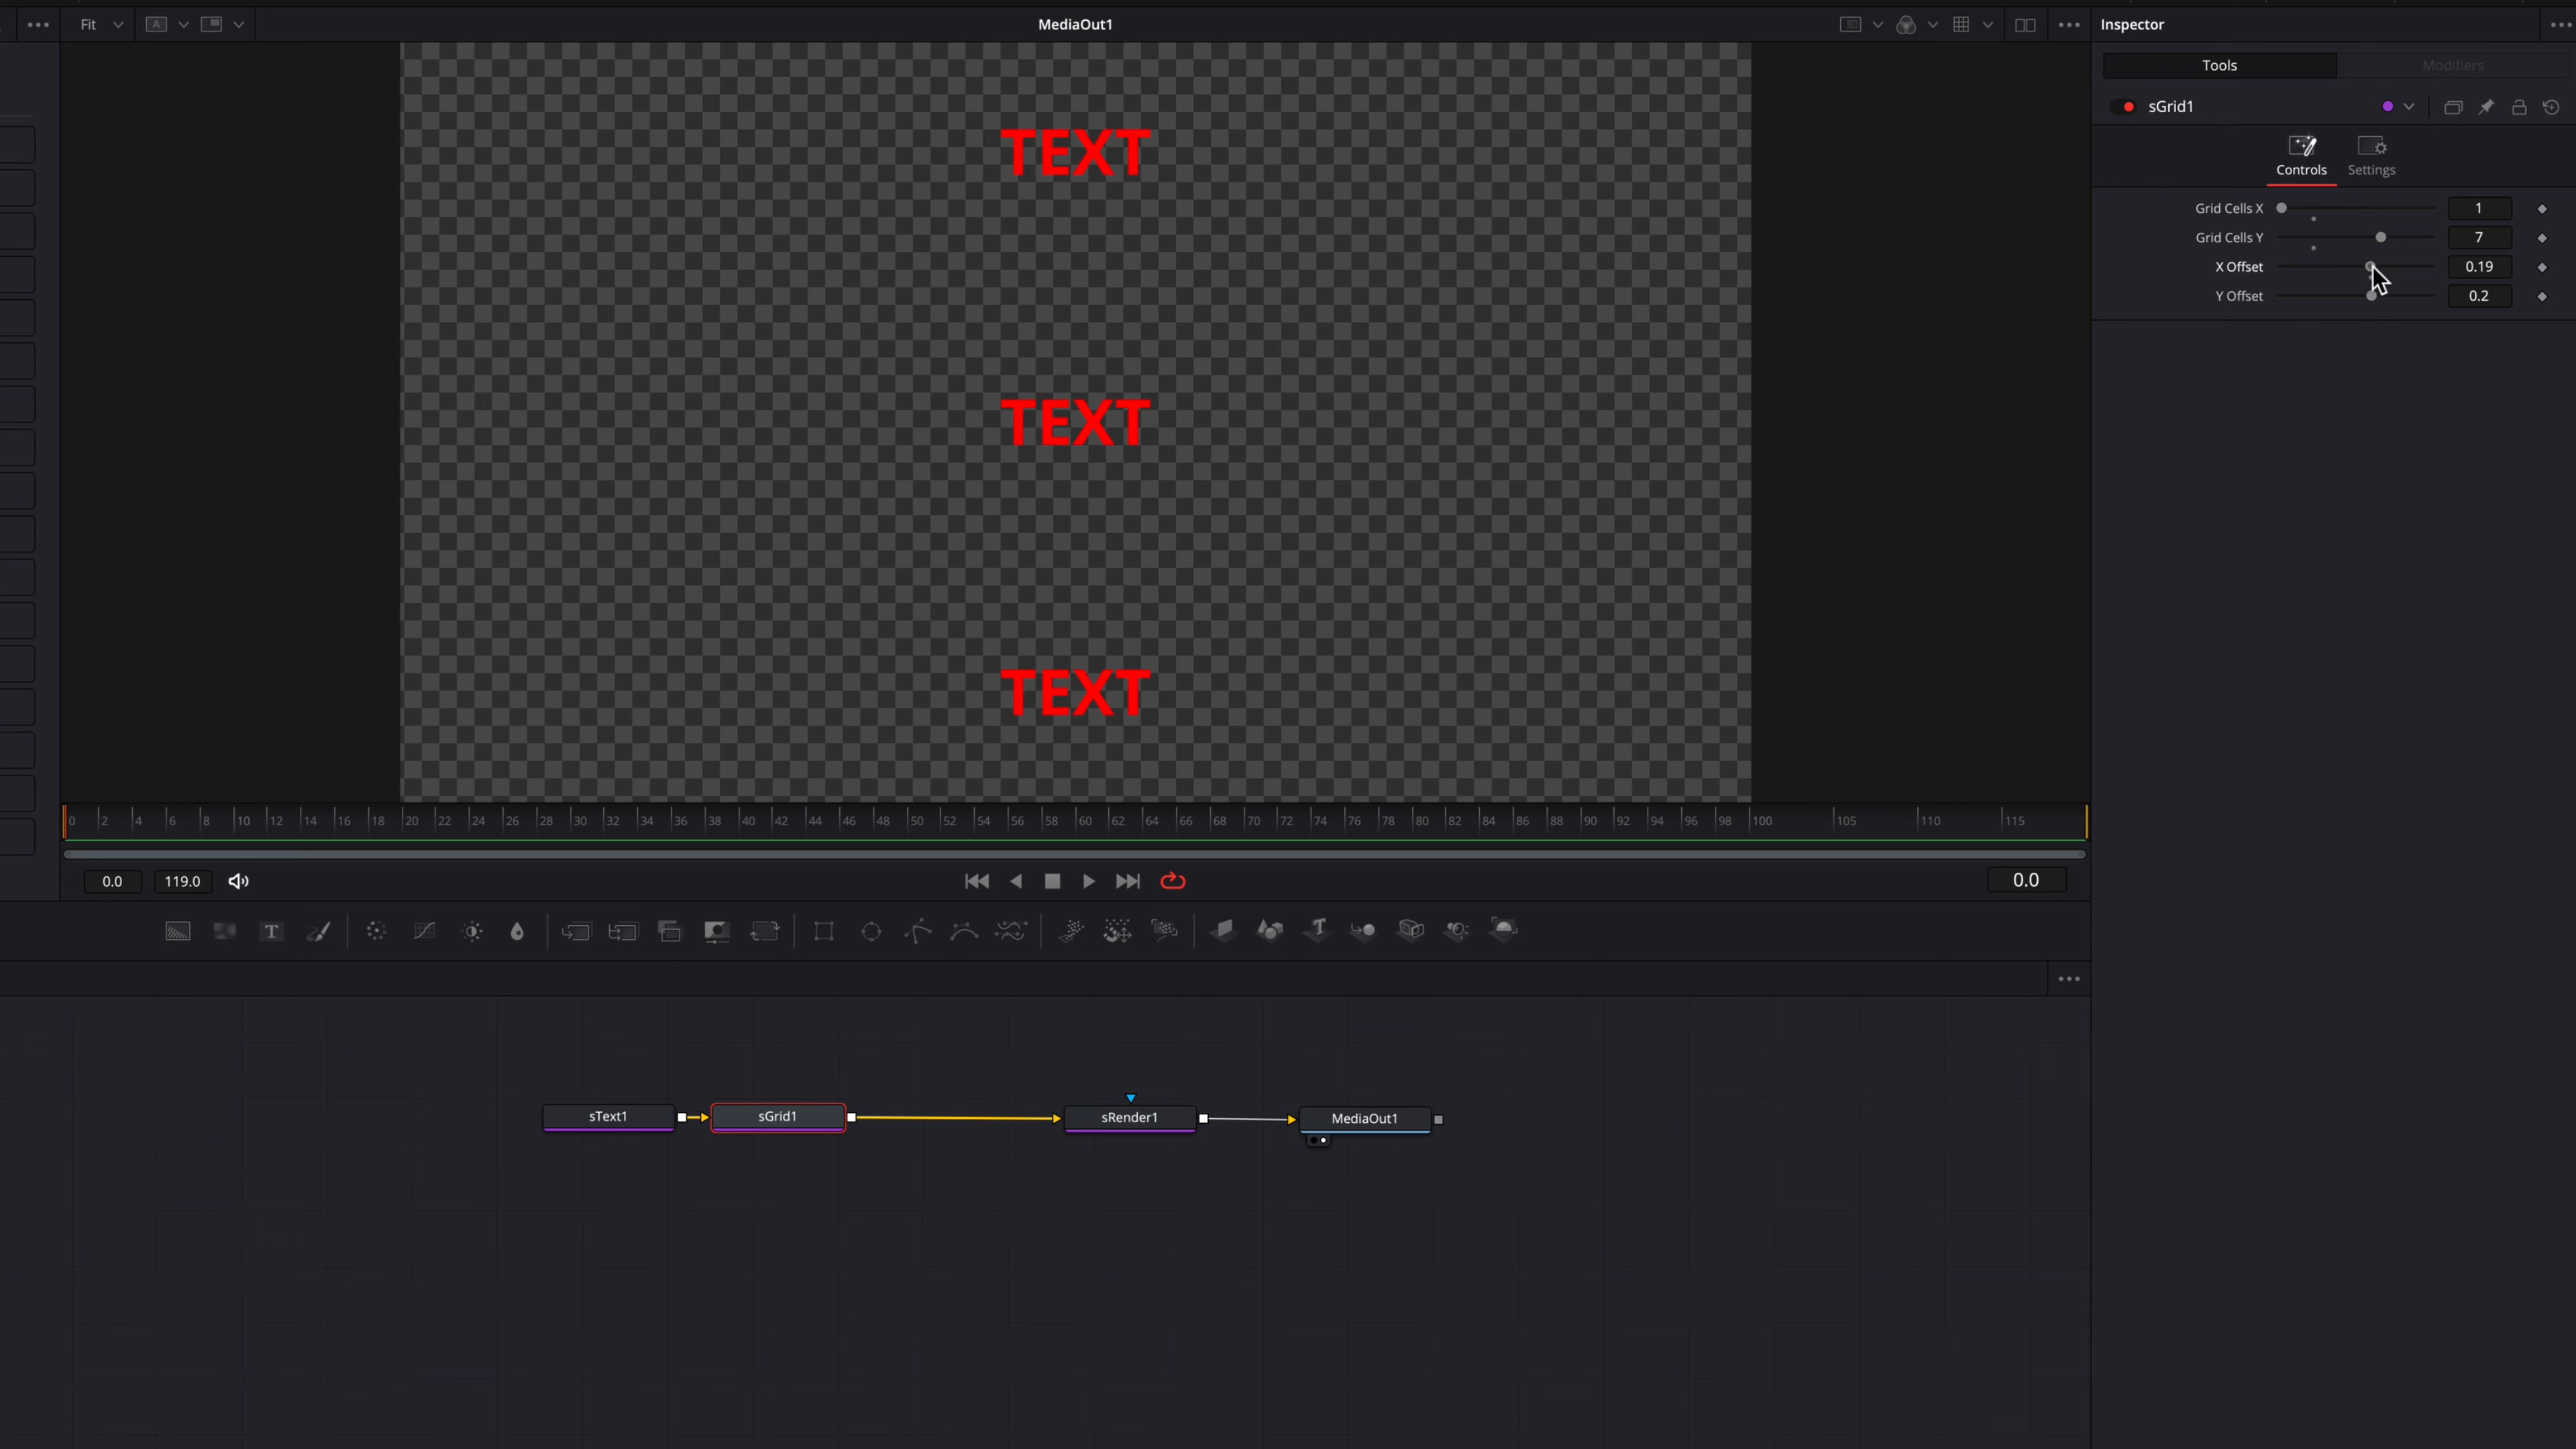 Fit
A
MediaOut1
Inspector
Tools
Modifiers
sGrid1
Controls
Settings
Grid Cells X
1
Grid Cells Y
7
X Offset
0.19
Y Offset
0.2
TEXT
TEXT
TEXT
0 2 4 6 8 10 12 14 16 18 20 22 24 26 28 30 32 34 36 38 40 42 44 46 48 50 52 54 56 58 60 62 64 66 68 70 72 74 76 78 80 82 84 86 88 90 92 94 96 98 100 105 110 115
0.0
119.0
0.0
T
T
sText1
sGrid1
sRender1
MediaOut1